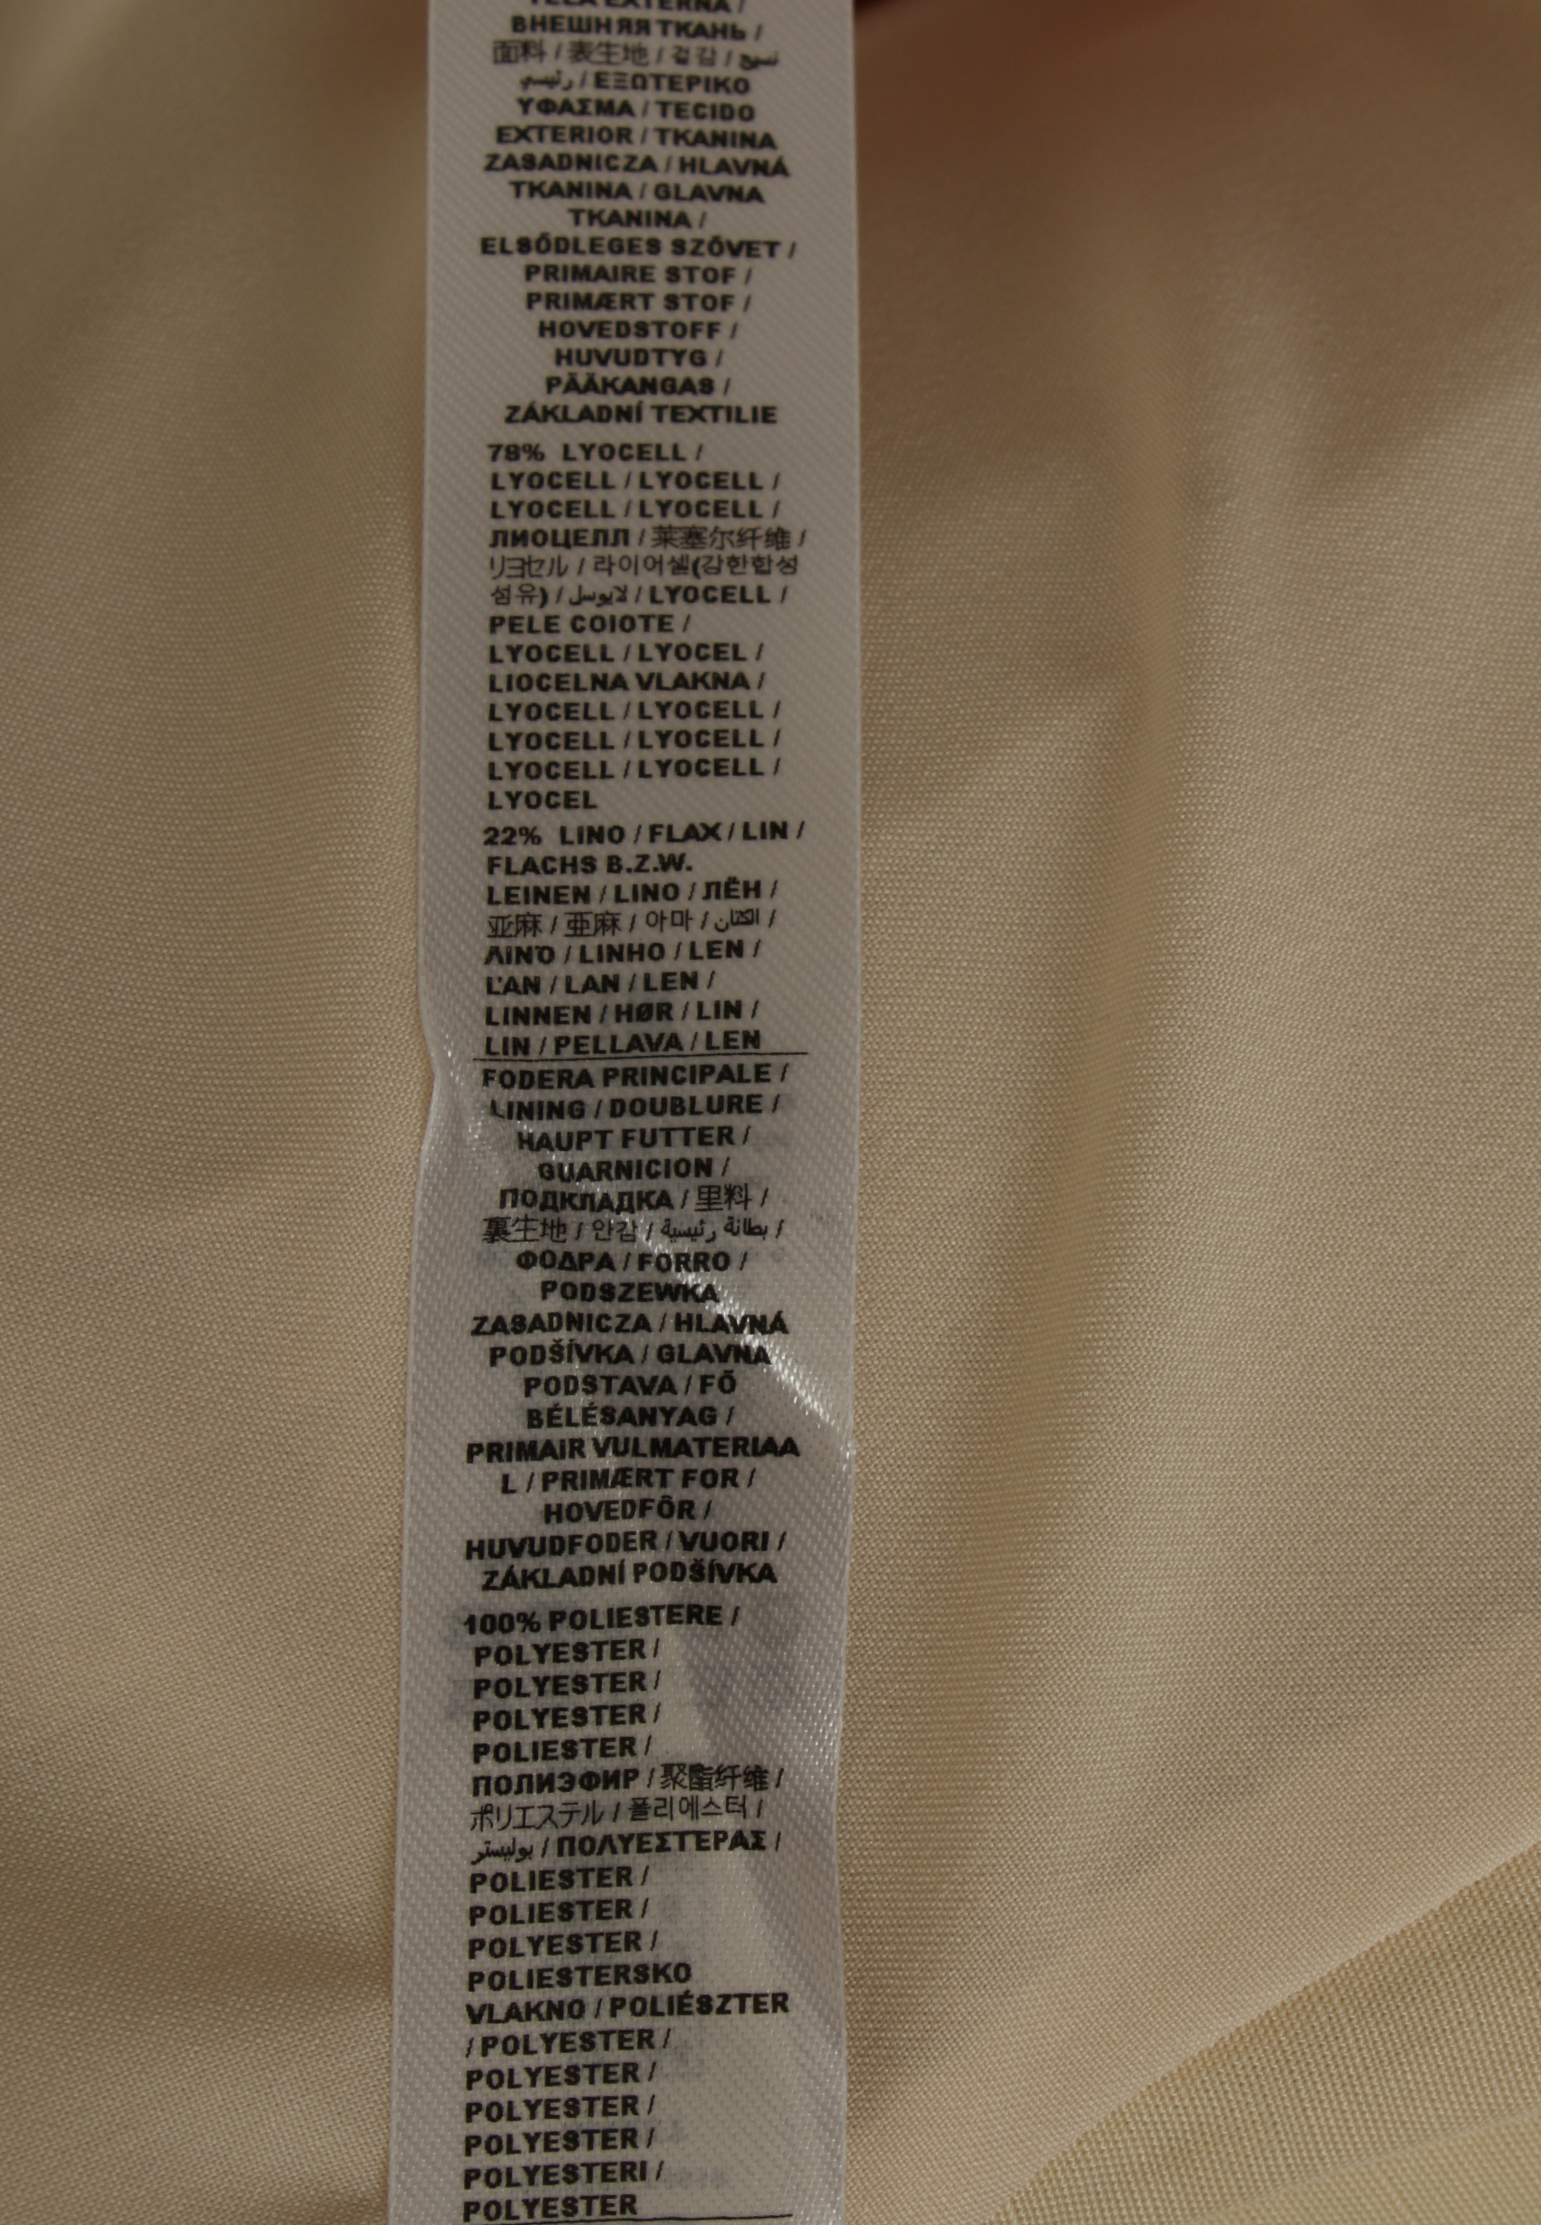 TELA EXTERNA /
ВНЕШНЯЯ ТКАНЬ /
面料 / 表生地 / 겉감 / نسيج
رئيسي / ΕΞΩΤΕΡΙΚΟ
ΥΦΑΣΜΑ / TECIDO
EXTERIOR / TKANINA
ZASADNICZA / HLAVNÁ
TKANINA / GLAVNA
TKANINA /
ELSŐDLEGES SZÖVET /
PRIMAIRE STOF /
PRIMÆRT STOF /
HOVEDSTOFF /
HUVUDTYG /
PÄÄKANGAS /
ZÁKLADNÍ TEXTILIE
78% LYOCELL /
LYOCELL / LYOCELL /
LYOCELL / LYOCELL /
ЛИОЦЕЛЛ / 莱塞尔纤维 /
リヨセル / 라이어셀(강한합성
섬유) / لايوسل / LYOCELL /
PELE COIOTE /
LYOCELL / LYOCEL /
LIOCELNA VLAKNA /
LYOCELL / LYOCELL /
LYOCELL / LYOCELL /
LYOCELL / LYOCELL /
LYOCEL
22% LINO / FLAX / LIN /
FLACHS B.Z.W.
LEINEN / LINO / ЛЁН /
亚麻 / 亜麻 / 아마 / الكتان /
ΛΙΝΌ / LINHO / LEN /
ĽAN / LAN / LEN /
LINNEN / HØR / LIN /
LIN / PELLAVA / LEN
FODERA PRINCIPALE /
LINING / DOUBLURE /
HAUPT FUTTER /
GUARNICION /
ПОДКЛАДКА / 里料 /
裏生地 / 안감 / بطانة رئيسية /
ΦΟΔΡΑ / FORRO /
PODSZEWKA
ZASADNICZA / HLAVNÁ
PODŠÍVKA / GLAVNA
PODSTAVA / FŐ
BÉLÉSANYAG /
PRIMAIR VULMATERIAA
L / PRIMÆRT FOR /
HOVEDFÔR /
HUVUDFODER / VUORI /
ZÁKLADNÍ PODŠÍVKA
100% POLIESTERE /
POLYESTER /
POLYESTER /
POLYESTER /
POLIESTER /
ПОЛИЭФИР / 聚酯纤维 /
ポリエステル / 폴리에스터 /
بوليستر / ΠΟΛΥΕΣΤΕΡΑΣ /
POLIESTER /
POLIESTER /
POLYESTER /
POLIESTERSKO
VLAKNO / POLIÉSZTER
/ POLYESTER /
POLYESTER /
POLYESTER /
POLYESTER /
POLYESTERI /
POLYESTER